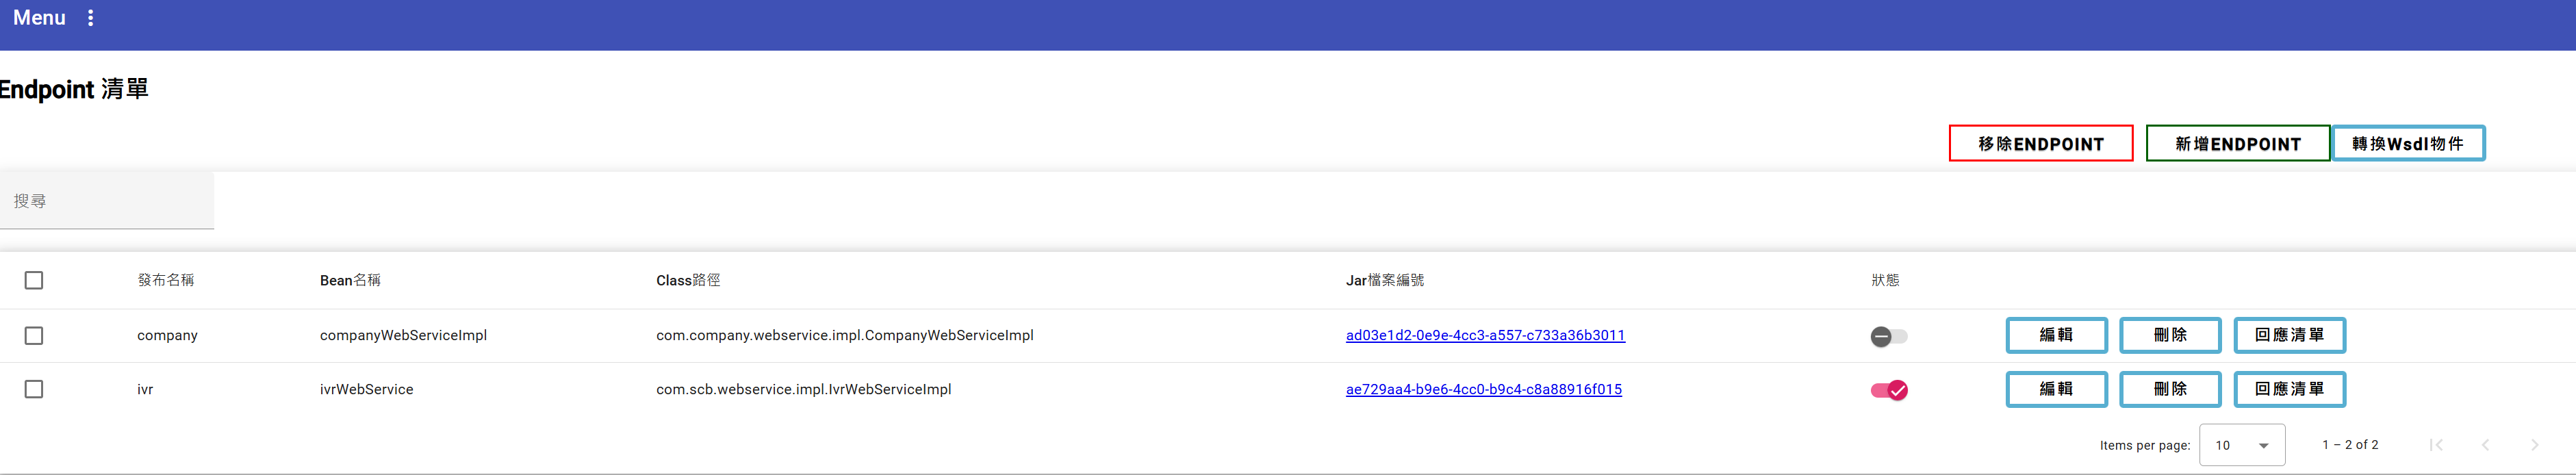 Menu
Endpoint 清單
移除ENDPOINT 新增ENDPOINT 轉換Wsdl物件
搜尋
發布名稱 Bean名稱 Class路徑 Jar檔案編號 狀態
company companyWebServiceImpl com.company.webservice.impl.CompanyWebServiceImpl ad03e1d2-0e9e-4cc3-a557-c733a36b3011 編輯 刪除 回應清單
ivr ivrWebService com.scb.webservice.impl.IvrWebServiceImpl ae729aa4-b9e6-4cc0-b9c4-c8a88916f015 編輯 刪除 回應清單
Items per page: 10 1 – 2 of 2